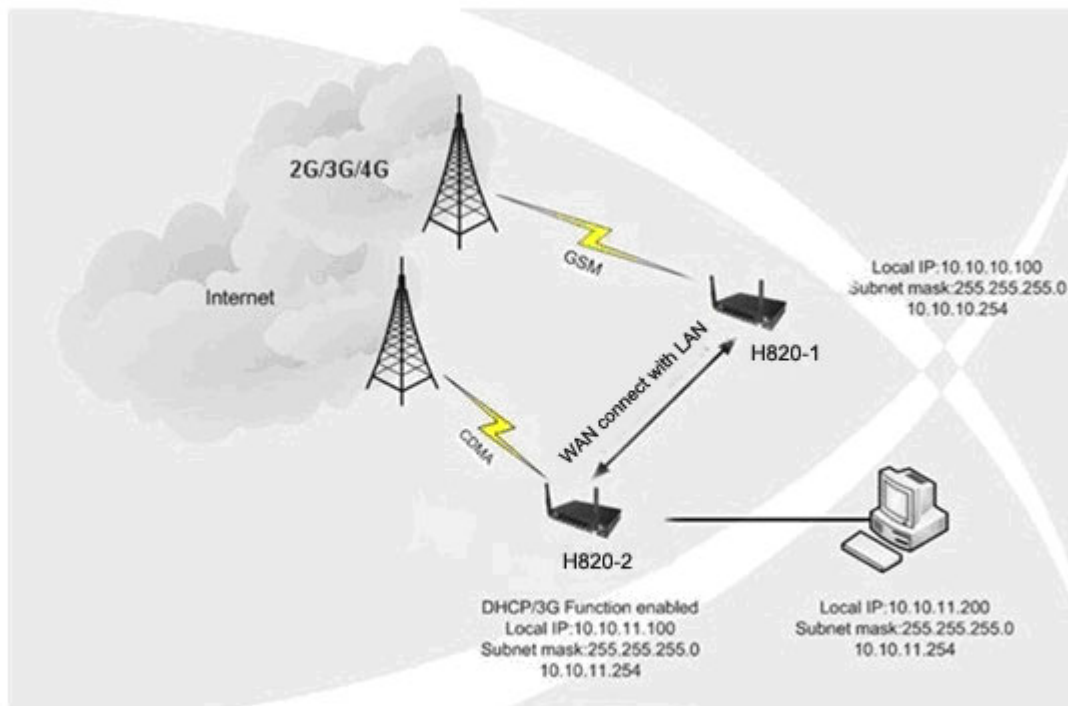 2G/3G/4G
Internet
GSM
CDMA
Local IP:10.10.10.100
Subnet mask:255.255.255.0
10.10.10.254
H820-1
WAN connect with LAN
H820-2
DHCP/3G Function enabled
Local IP:10.10.11.100
Subnet mask:255.255.255.0
10.10.11.254
Local IP:10.10.11.200
Subnet mask:255.255.255.0
10.10.11.254